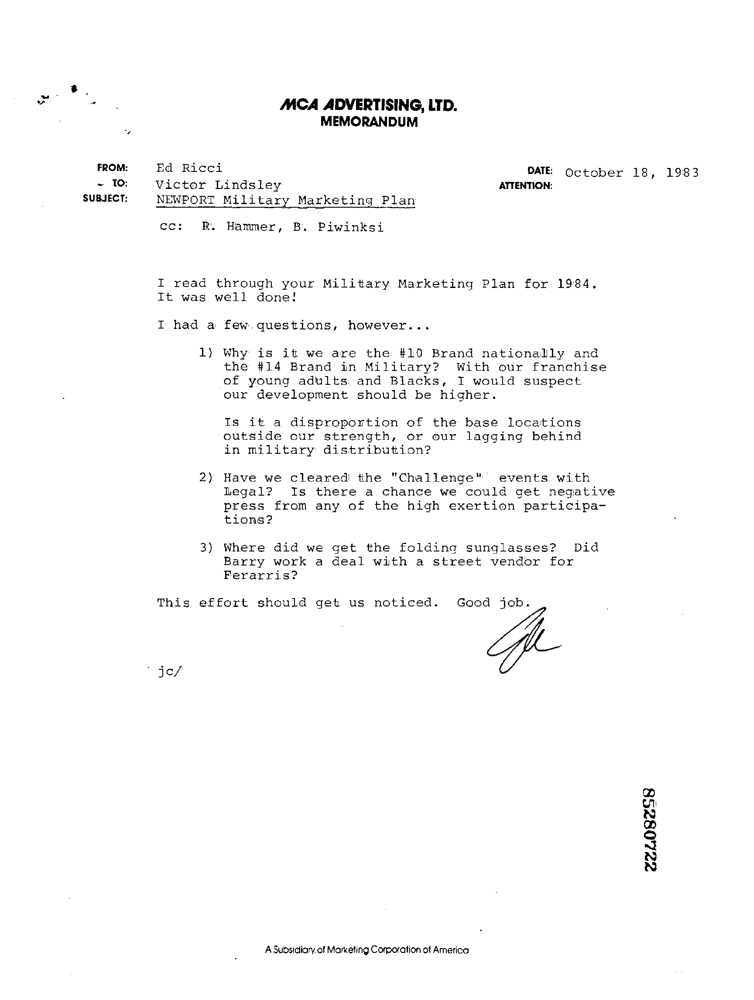 MCA ADVERTISING, LTD.
MEMORANDUM
FROM: Ed Ricci
DATE: October 18, 1983
TO: Victor Lindsley
ATTENTION:
SUBJECT: NEWPORT Military Marketing Plan
cc: R. Hammer, B. Piwinksi
I read through your Military Marketing Plan for 1984.
It was well done!
I had a few questions, however...
1) Why is it we are the #10 Brand nationally and
the #14 Brand in Military? With our franchise
of young adults and Blacks, I would suspect
our development should be higher.
Is it a disproportion of the base locations
outside our strength, or our lagging behind
in military distribution?
2) Have we cleared the "Challenge" events with
Legal? Is there a chance we could get negative
press from any of the high exertion participa-
tions?
3) Where did we get the folding sunglasses? Did
Barry work a deal with a street vendor for
Ferarris?
This effort should get us noticed. Good job.
jc/
85280722
A Subsidiary of Marketing Corporation of America